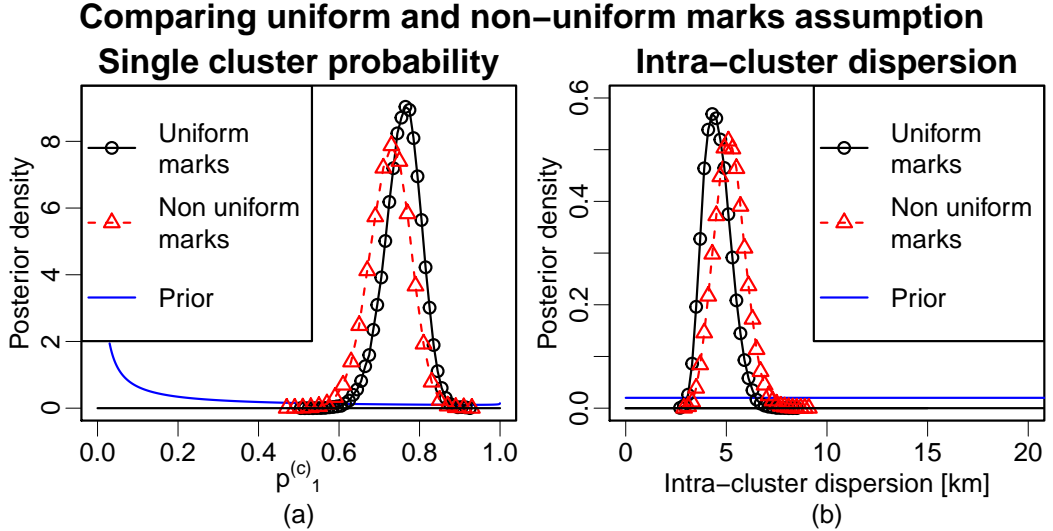 Comparing uniform and non−uniform marks assumption
Single cluster probability
Posterior density
0 2 4 6 8
Uniform
marks
Non uniform
marks
Prior
0.0 0.2 0.4 0.6 0.8 1.0
p(c)1
(a)
Intra−cluster dispersion
Posterior density
0.0 0.2 0.4 0.6
Uniform
marks
Non uniform
marks
Prior
0 5 10 15 20
Intra−cluster dispersion [km]
(b)